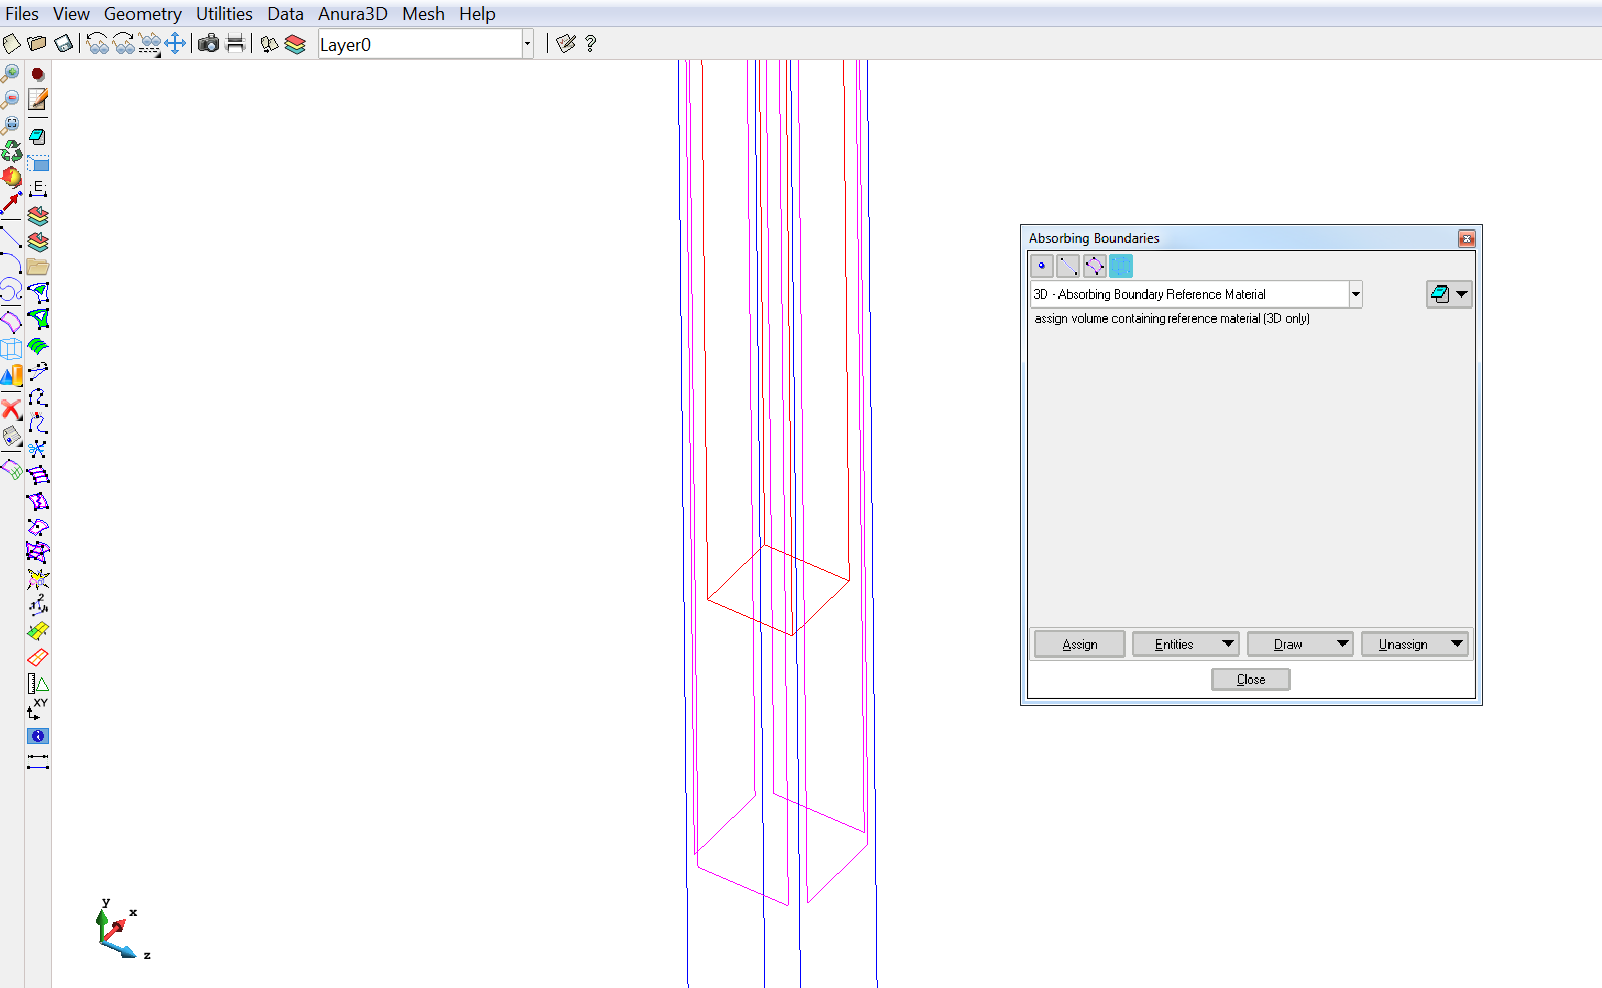 Files View Geometry Utilities Data Anura3D Mesh Help
Layer0
E
Absorbing Boundaries
3D - Absorbing Boundary Reference Material
assign volume containing reference material (3D only)
Assign Entities Draw Unassign
Close
XY
y
x
z